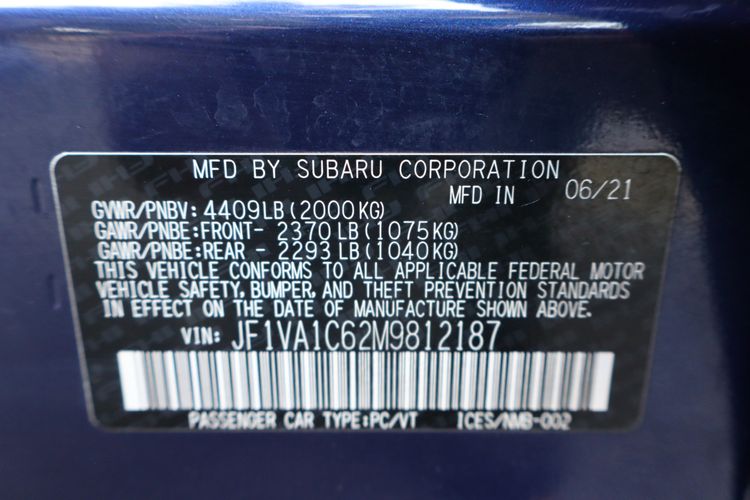 MFD BY SUBARU CORPORATION
MFD IN 06/21
GVWR/PNBV: 4409LB(2000KG)
GAWR/PNBE:FRONT- 2370LB(1075KG)
GAWR/PNBE:REAR - 2293LB(1040KG)
THIS VEHICLE CONFORMS TO ALL APPLICABLE FEDERAL MOTOR
VEHICLE SAFETY, BUMPER, AND THEFT PREVENTION STANDARDS
IN EFFECT ON THE DATE OF MANUFACTURE SHOWN ABOVE.
VIN: JF1VA1C62M9812187
PASSENGER CAR TYPE:PC/VT ICES/NMB-002